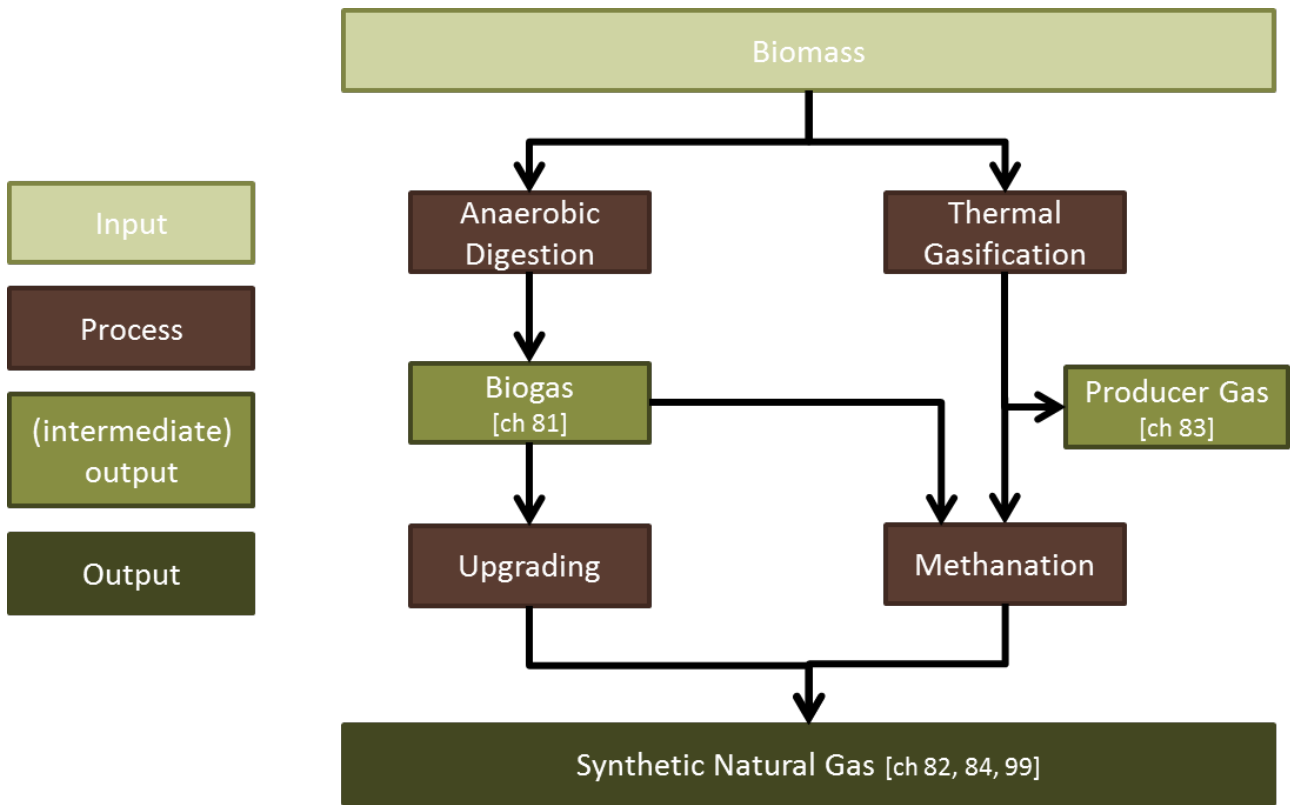 Biomass
Input
Process
(intermediate)
output
Output
Anaerobic
Digestion
Thermal
Gasification
Biogas
[ch 81]
Producer Gas
[ch 83]
Upgrading
Methanation
Synthetic Natural Gas [ch 82, 84, 99]